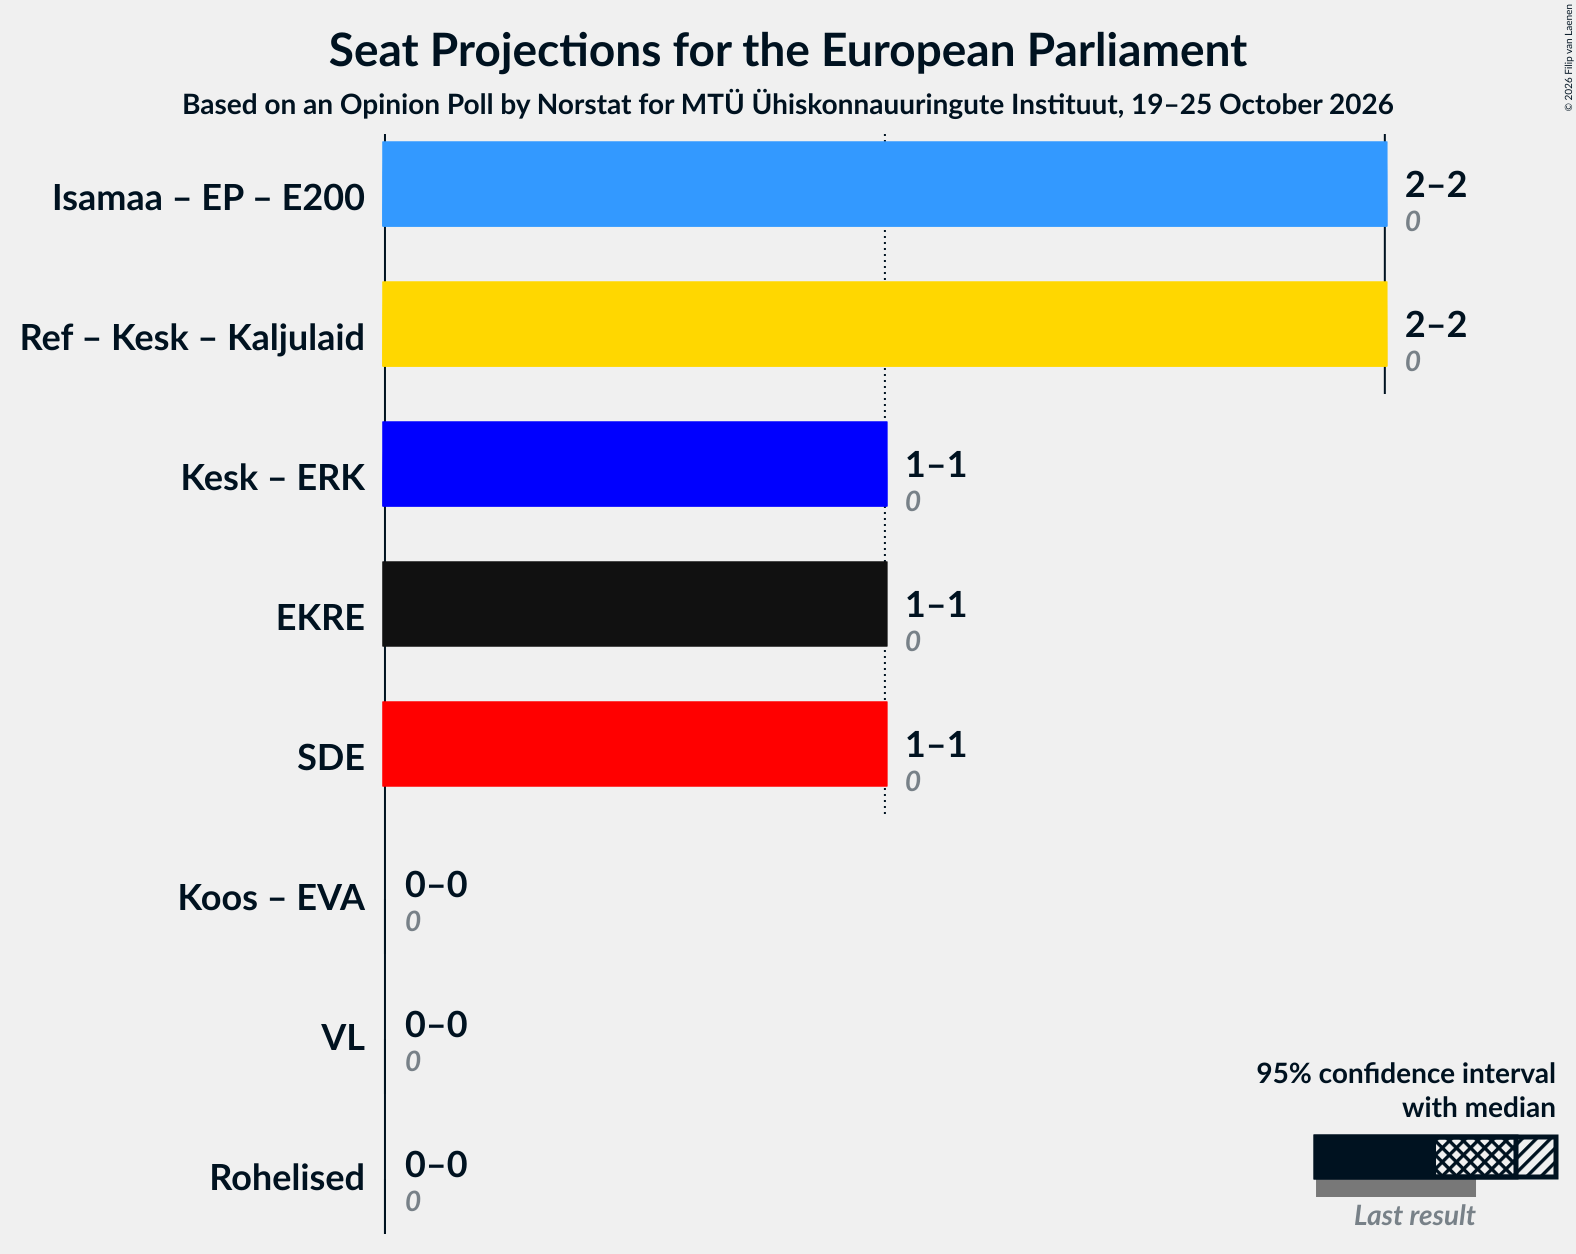 Seat Projections for the European Parliament
Based on an Opinion Poll by Norstat for MTÜ Ühiskonnauuringute Instituut, 19–25 October 2026
© 2026 Filip van Laenen
Isamaa – EP – E200
2–2
0
Ref – Kesk – Kaljulaid
2–2
0
Kesk – ERK
1–1
0
EKRE
1–1
0
SDE
1–1
0
Koos – EVA
0–0
0
VL
0–0
0
Rohelised
0–0
0
95% confidence interval
with median
Last result